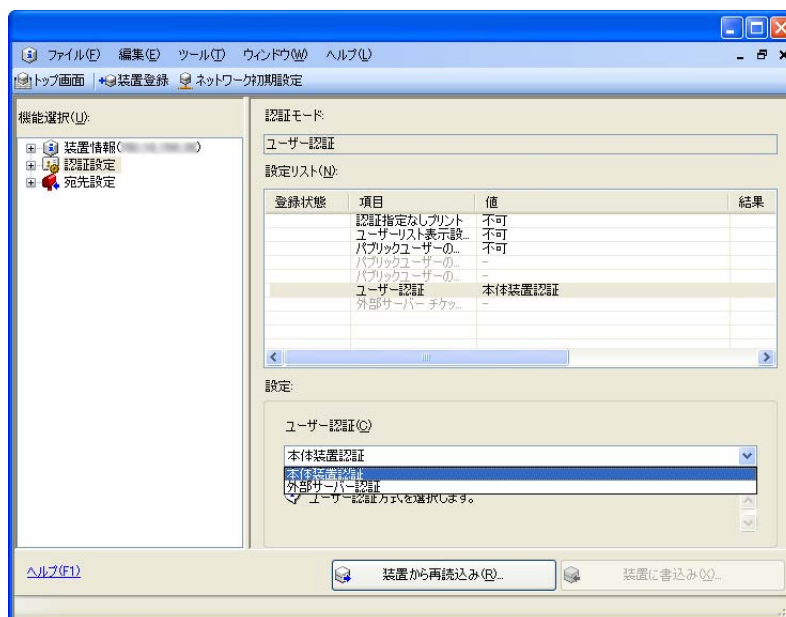 ファイル(F) 編集(E) ツール(T) ウィンドウ(W) ヘルプ(L)
トップ画面 装置登録 ネットワーク初期設定
機能選択(U):
装置情報( )
認証設定
宛先設定
認証モード:
ユーザー認証
設定リスト(N):
登録状態 項目 値 結果
認証指定なしプリント 不可
ユーザーリスト表示設... 不可
パブリックユーザーの... 不可
パブリックユーザーの... -
パブリックユーザーの... -
ユーザー認証 本体装置認証
外部サーバー チケッ... -
設定:
ユーザー認証(C)
本体装置認証
本体装置認証
外部サーバー認証
ユーザー認証方式を選択します。
ヘルプ(F1)
装置から再読込み(R)... 装置に書込み(X)...